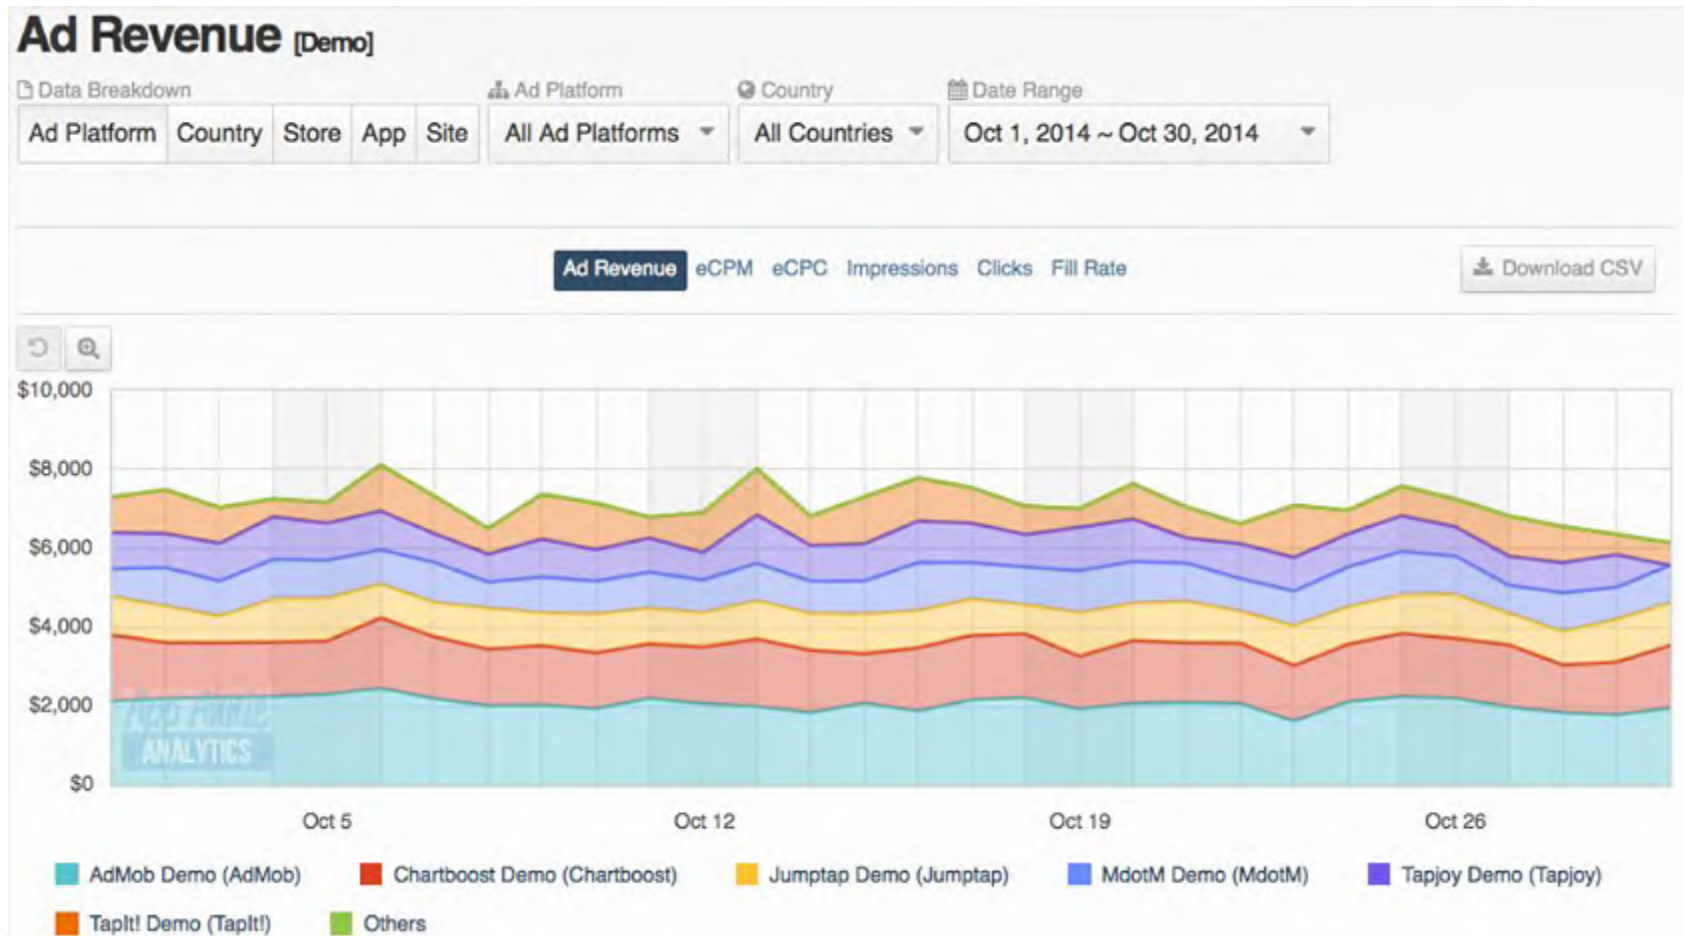 Ad Revenue [Demo]
Data Breakdown
Ad Platform
Country
Date Range
Ad Platform Country Store App Site
All Ad Platforms
All Countries
Oct 1, 2014 ~ Oct 30, 2014
Ad Revenue eCPM eCPC Impressions Clicks Fill Rate
Download CSV
$10,000
$8,000
$6,000
$4,000
$2,000
$0
App Annie
ANALYTICS
Oct 5 Oct 12 Oct 19 Oct 26
AdMob Demo (AdMob) Chartboost Demo (Chartboost) Jumptap Demo (Jumptap) MdotM Demo (MdotM) Tapjoy Demo (Tapjoy)
TapIt! Demo (TapIt!) Others